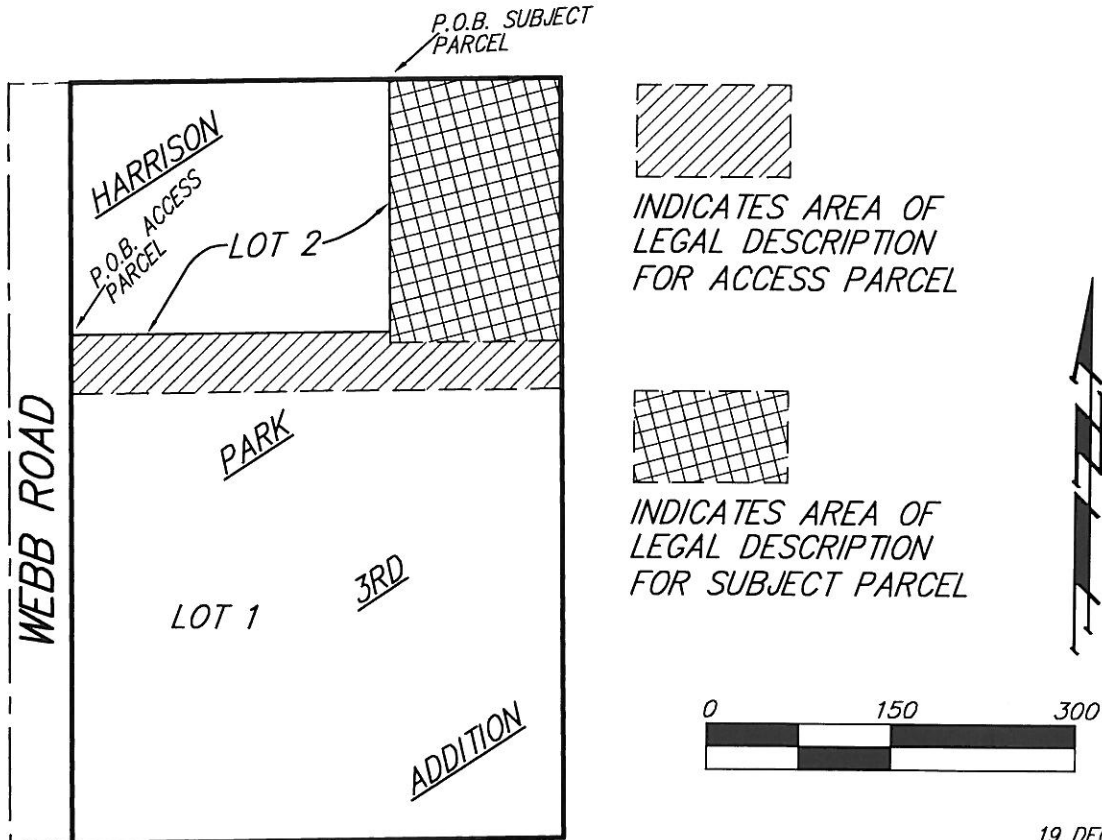 P.O.B. SUBJECT
PARCEL
HARRISON
P.O.B. ACCESS
PARCEL
LOT 2
WEBB ROAD
PARK
3RD
LOT 1
ADDITION
INDICATES AREA OF
LEGAL DESCRIPTION
FOR ACCESS PARCEL
INDICATES AREA OF
LEGAL DESCRIPTION
FOR SUBJECT PARCEL
0 150 300